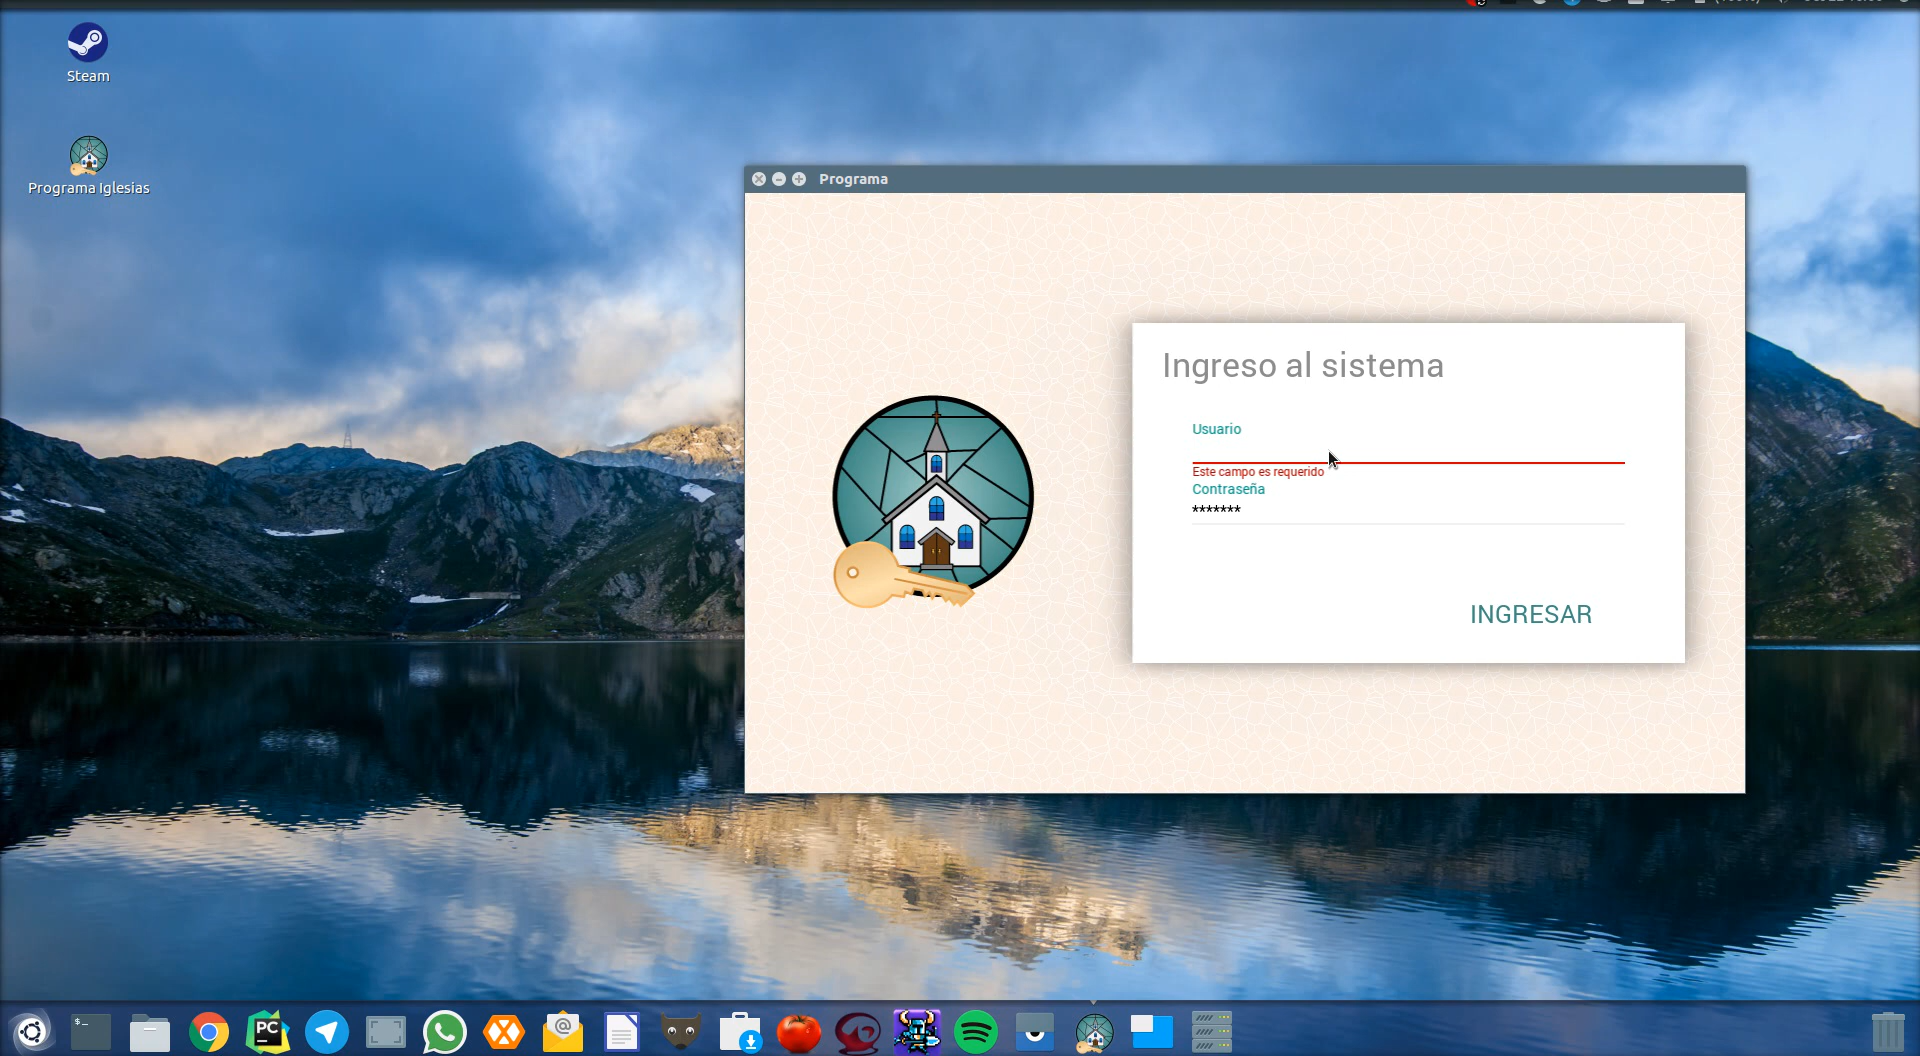 Steam
Programa Iglesias
Programa
Ingreso al sistema
Usuario
Este campo es requerido
Contraseña
*******
INGRESAR
$_
PC
@